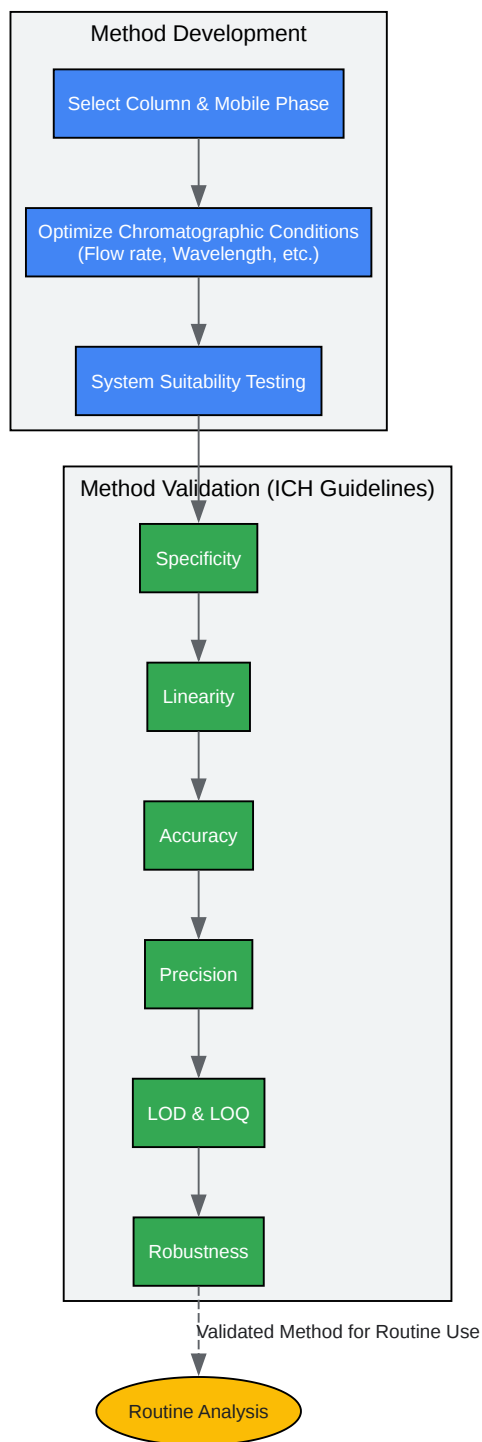 Method Development
Select Column & Mobile Phase
Optimize Chromatographic Conditions
(Flow rate, Wavelength, etc.)
System Suitability Testing
Method Validation (ICH Guidelines)
Specificity
Linearity
Accuracy
Precision
LOD & LOQ
Robustness
Validated Method for Routine Use
Routine Analysis